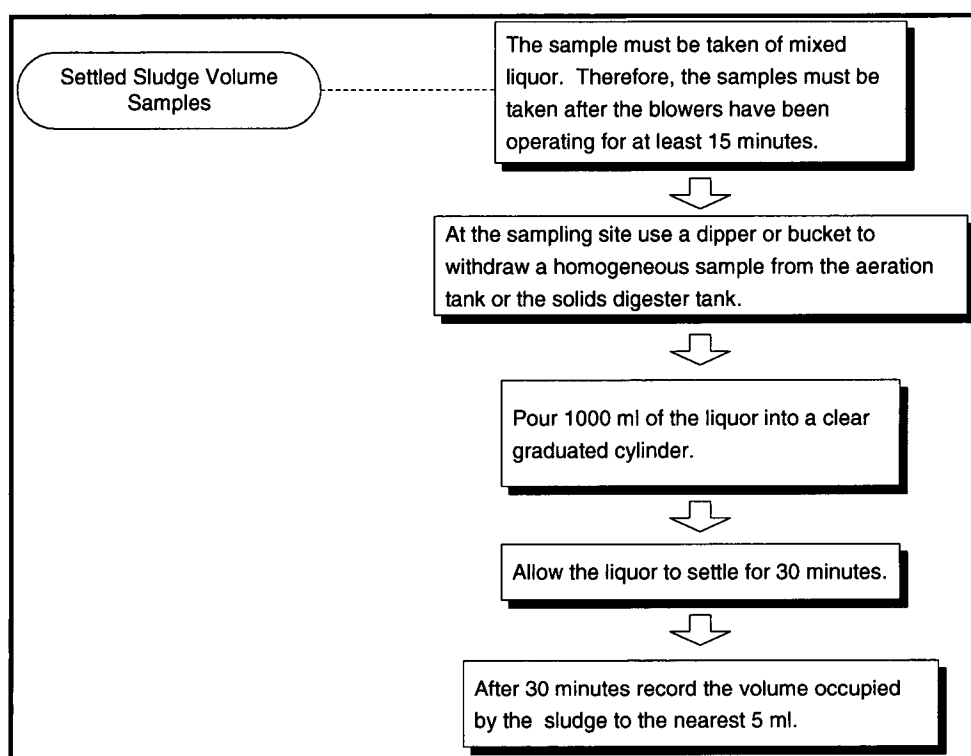 Settled Sludge Volume
Samples
The sample must be taken of mixed
liquor. Therefore, the samples must be
taken after the blowers have been
operating for at least 15 minutes.
At the sampling site use a dipper or bucket to
withdraw a homogeneous sample from the aeration
tank or the solids digester tank.
Pour 1000 ml of the liquor into a clear
graduated cylinder.
Allow the liquor to settle for 30 minutes.
After 30 minutes record the volume occupied
by the sludge to the nearest 5 ml.